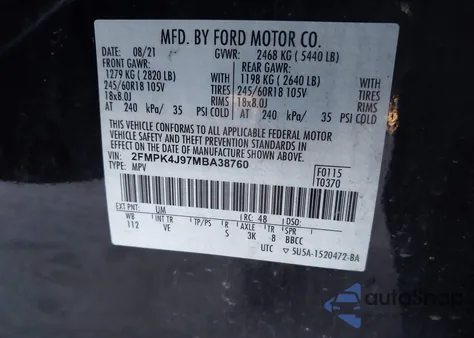 MFD. BY FORD MOTOR CO.
DATE: 08/21 GVWR: 2468 KG ( 5440 LB)
FRONT GAWR: REAR GAWR:
1279 KG ( 2820 LB) 1198 KG ( 2640 LB)
245/60R18 105V TIRES 245/60R18 105V
18x8.0J RIMS 18x8.0J
AT 240 kPa/ 35 PSI COLD AT 240 kPa/ 35 PSI COLD
THIS VEHICLE CONFORMS TO ALL APPLICABLE FEDERAL MOTOR
VEHICLE SAFETY AND THEFT PREVENTION STANDARDS IN
EFFECT ON THE DATE OF MANUFACTURE SHOWN ABOVE.
VIN: 2FMPK4J97MBA38760 F0115
TYPE: MPV T0370
EXT PNT: UM RC: 48 DSO:
WB INT TR TP/PS R AXLE TR SPR
112 VE S 3K 8 BBCC
UTC 5U5A-1520472-BA
autoSnap